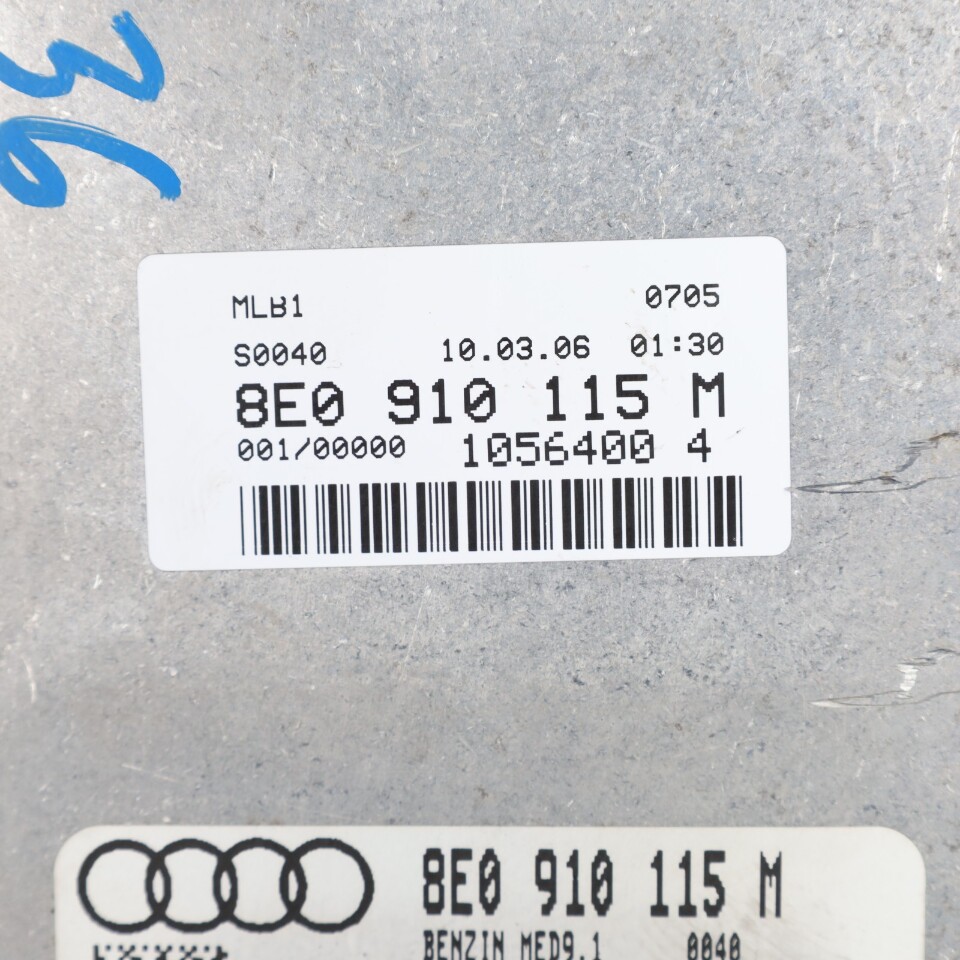 36
MLB1 0705
S0040 10.03.06 01:30
8E0 910 115 M
001/00000 1056400 4
8E0 910 115 M
BENZIN MED9.1 0040